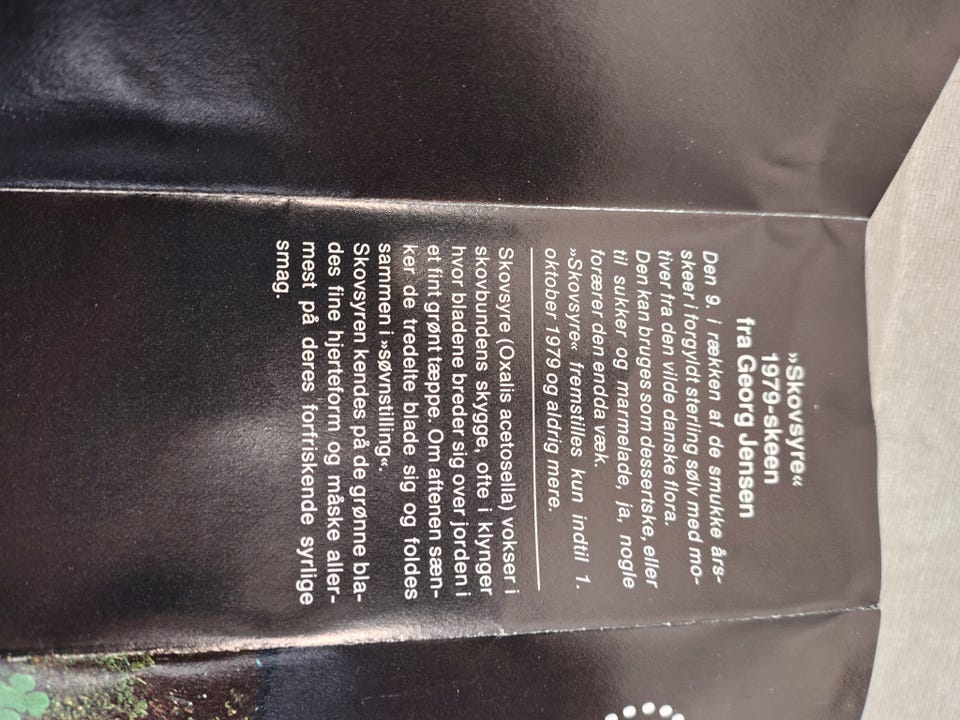 »Skovsyre«
1979-skeen
fra Georg Jensen
Den 9. i rækken af de smukke års-
skeer i forgyldt sterling sølv med mo-
tiver fra den vilde danske flora.
Den kan bruges som dessertske, eller
til sukker og marmelade, ja, nogle
forærer den endda væk.
»Skovsyre« fremstilles kun indtil 1.
oktober 1979 og aldrig mere.
Skovsyre (Oxalis acetosella) vokser i
skovbundens skygge, ofte i klynger
hvor bladene breder sig over jorden i
et fint grønt tæppe. Om aftenen sæn-
ker de tredelte blade sig og foldes
sammen i »søvnstilling«.
Skovsyren kendes på de grønne bla-
des fine hjerteform og måske aller-
mest på deres forfriskende syrlige
smag.